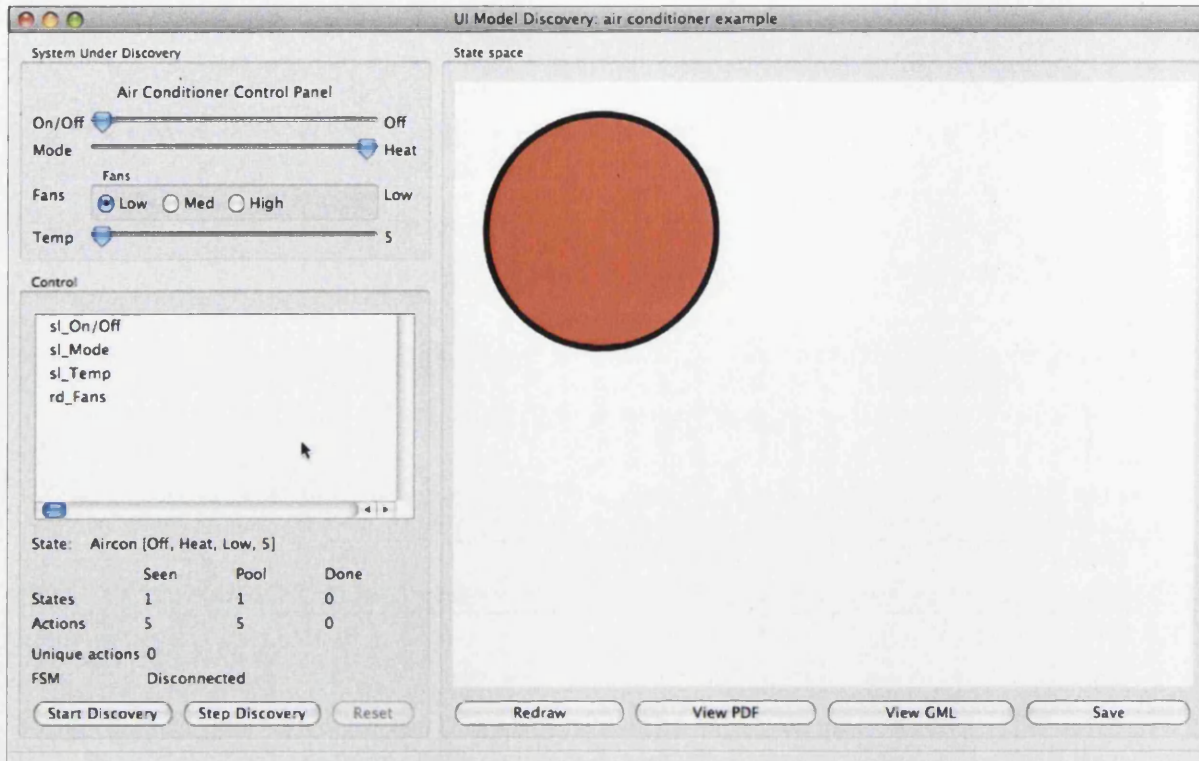 UI Model Discovery: air conditioner example
System Under Discovery
Air Conditioner Control Panel
On/Off Off
Mode Heat
Fans
Fans Low Med High Low
Temp 5
Control
sl_On/Off
sl_Mode
sl_Temp
rd_Fans
State: Aircon [Off, Heat, Low, 5]
Seen Pool Done
States 1 1 0
Actions 5 5 0
Unique actions 0
FSM Disconnected
Start Discovery Step Discovery Reset
State space
Redraw View PDF View GML Save